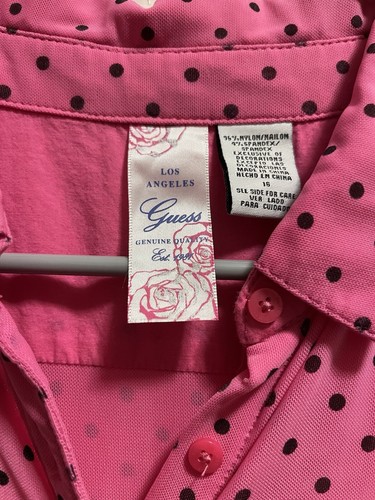 LOS
ANGELES
Guess
GENUINE QUALITY
Est. 1981
96% NYLON/NAILON
4% SPANDEX/
SPANDEX
EXCLUSIVE OF
DECORATIONS
EXCEPTO LAS
DECORACIONES
MADE IN CHINA
HECHO EN CHINA
16
SEE SIDE FOR CARE
VER LADO
PARA CUIDADO